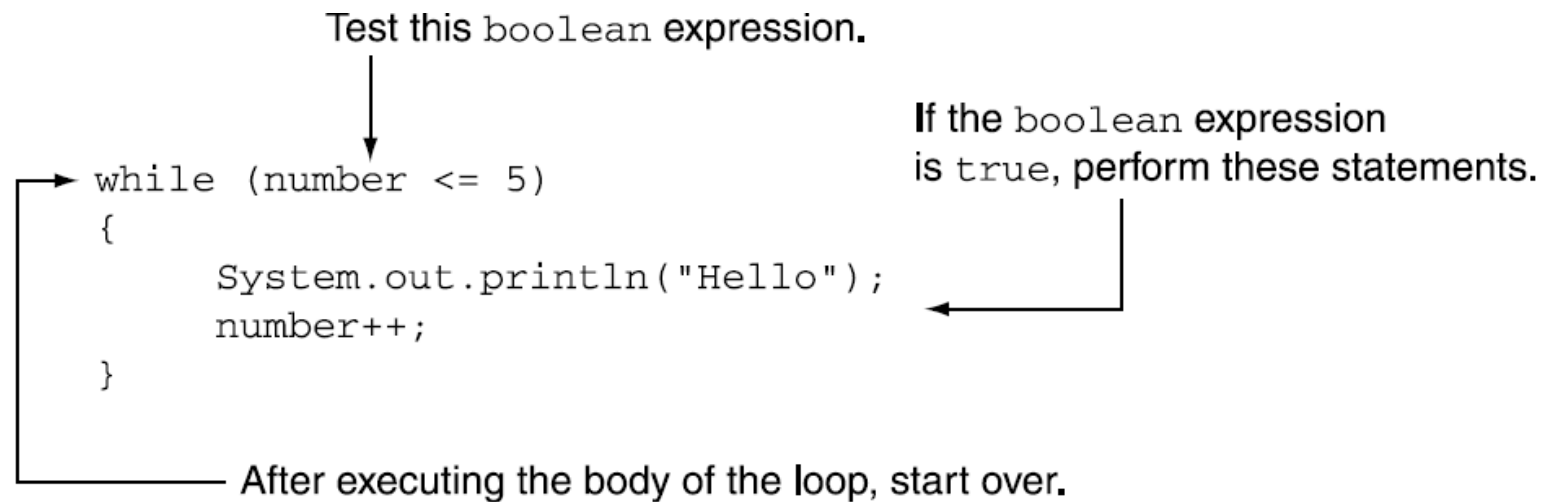 Test this boolean expression.
If the boolean expression
is true, perform these statements.
while (number <= 5)
{
System.out.println("Hello");
number++;
}
After executing the body of the loop, start over.